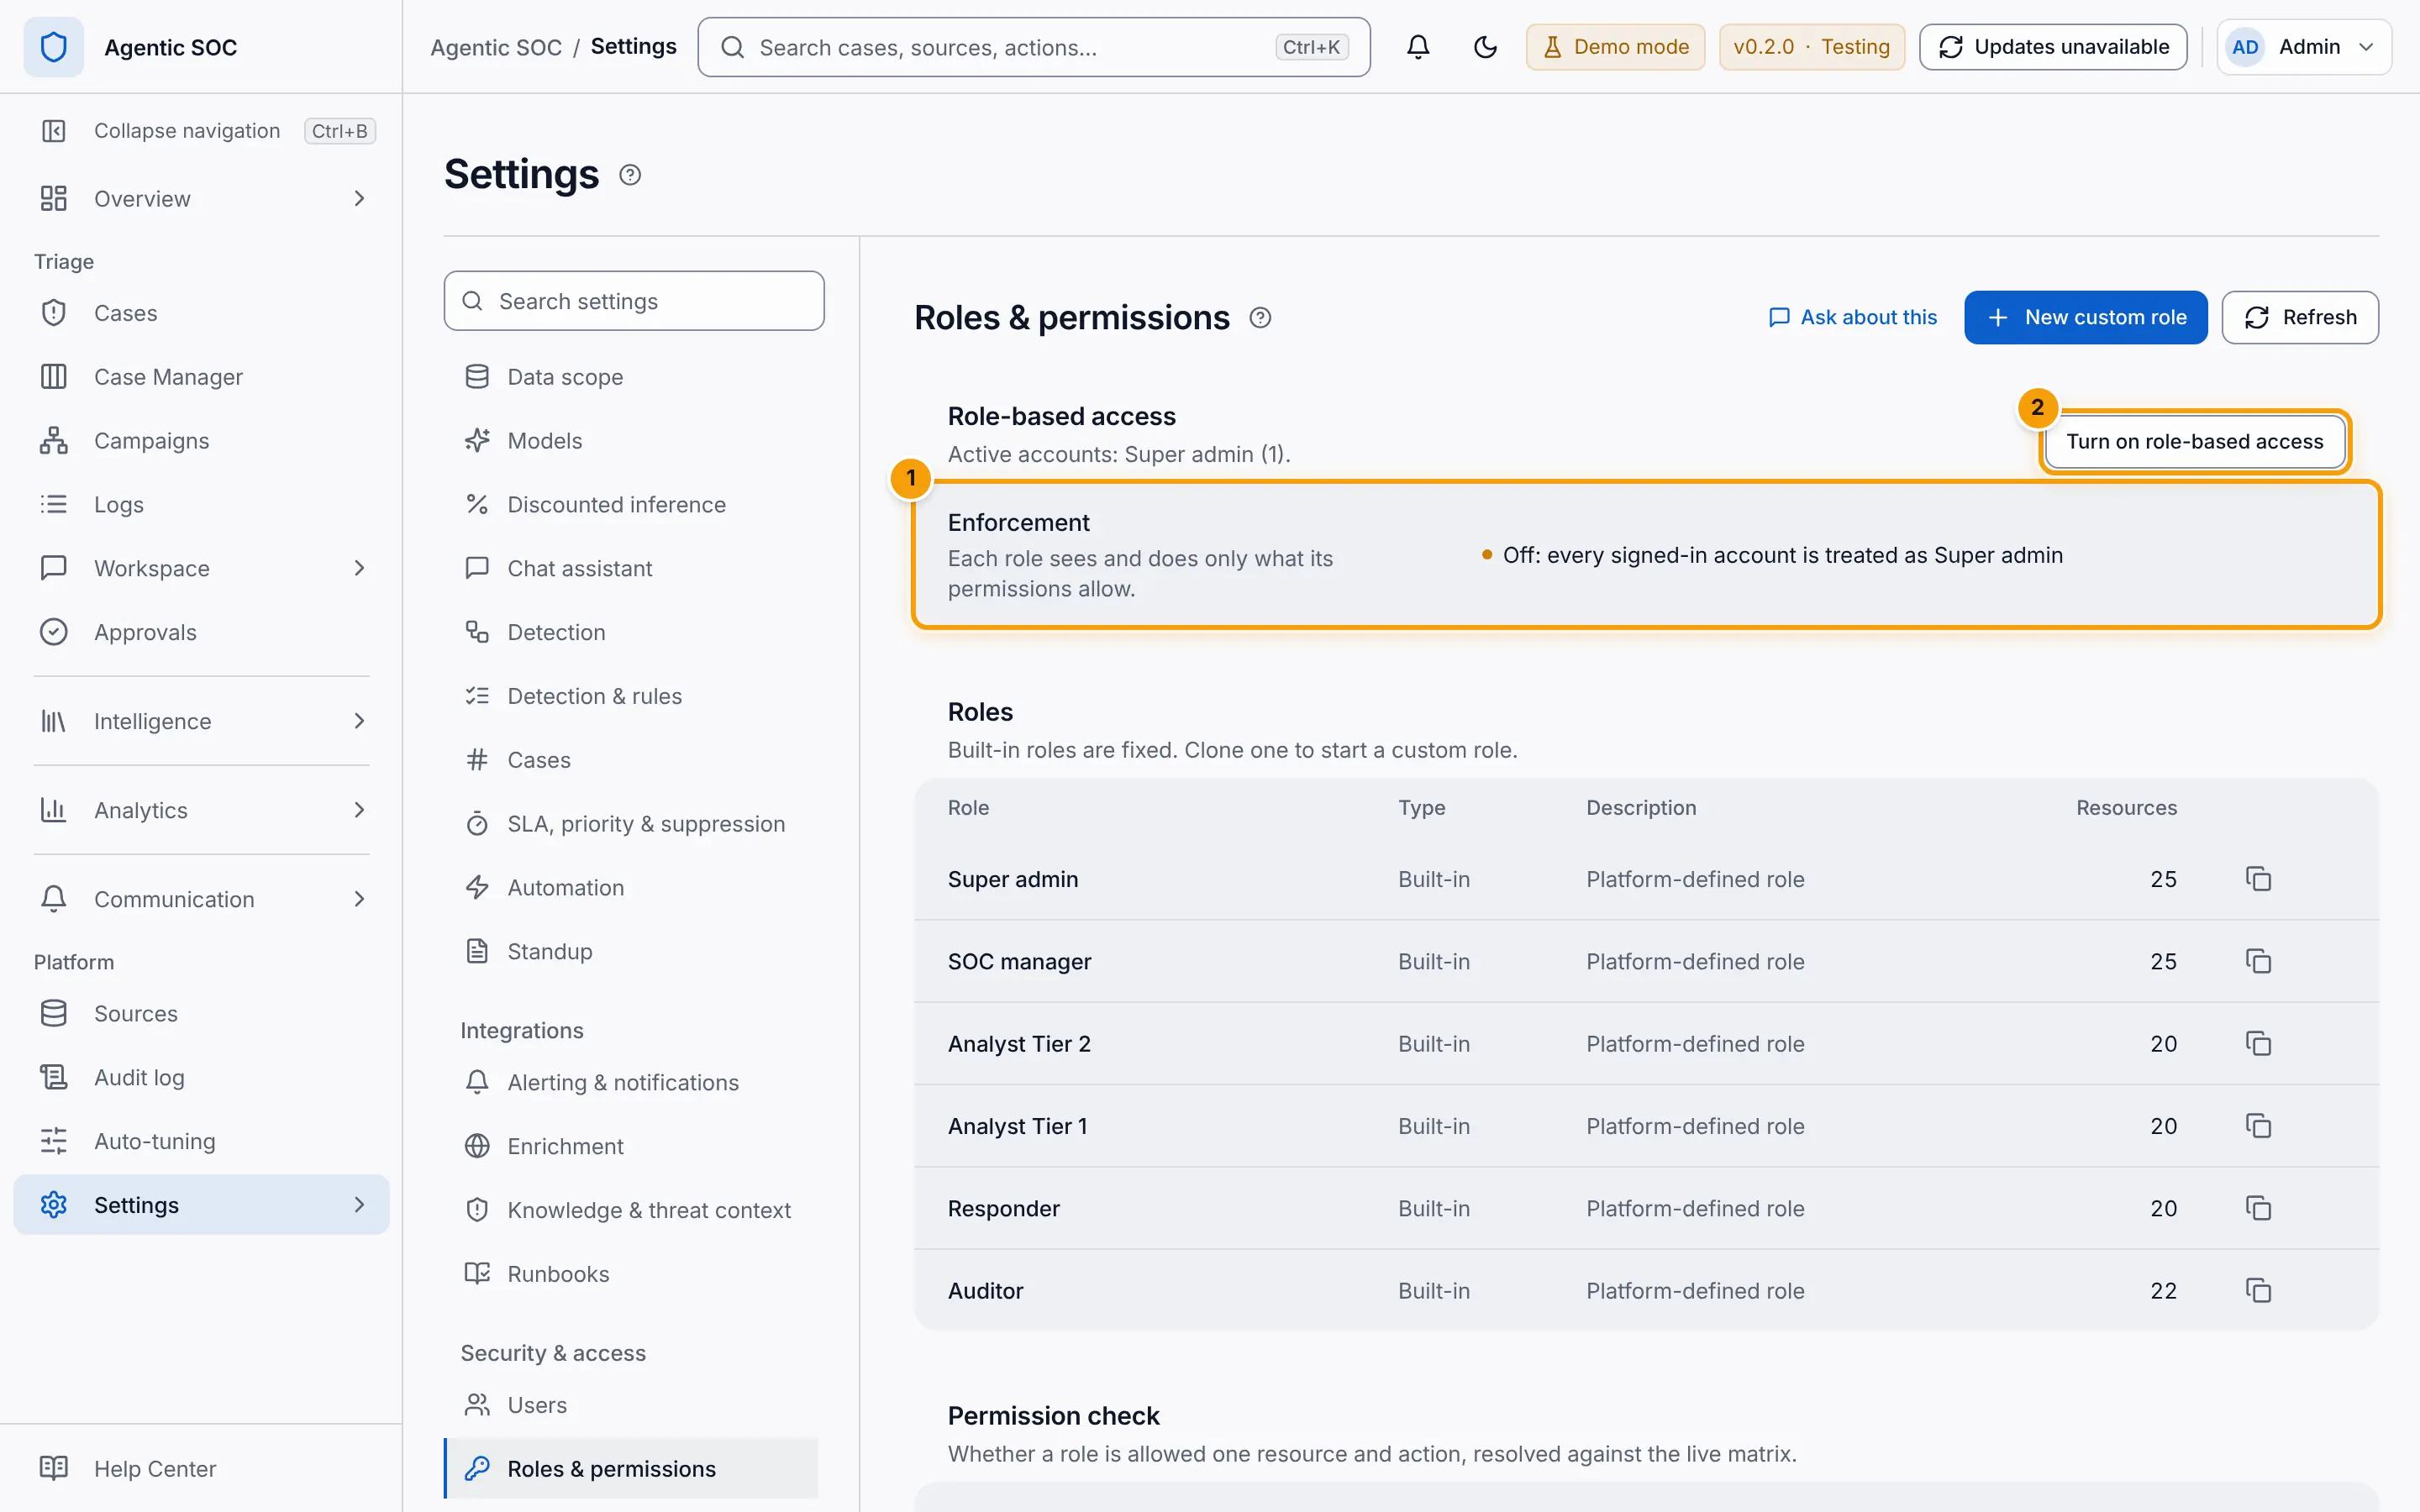 Agentic SOC
Agentic SOC / Settings
Search cases, sources, actions...
Ctrl+K
Demo mode
v0.2.0 · Testing
Updates unavailable
AD
Admin
Collapse navigation
Ctrl+B
Overview
Triage
Cases
Case Manager
Campaigns
Logs
Workspace
Approvals
Intelligence
Analytics
Communication
Platform
Sources
Audit log
Auto-tuning
Settings
Help Center
Settings
Search settings
Data scope
Models
Discounted inference
Chat assistant
Detection
Detection & rules
Cases
SLA, priority & suppression
Automation
Standup
Integrations
Alerting & notifications
Enrichment
Knowledge & threat context
Runbooks
Security & access
Users
Roles & permissions
Roles & permissions
Ask about this
New custom role
Refresh
Role-based access
Active accounts: Super admin (1).
2
Turn on role-based access
1
Enforcement
Each role sees and does only what its
permissions allow.
Off: every signed-in account is treated as Super admin
Roles
Built-in roles are fixed. Clone one to start a custom role.
Role Type Description Resources
Super admin Built-in Platform-defined role 25
SOC manager Built-in Platform-defined role 25
Analyst Tier 2 Built-in Platform-defined role 20
Analyst Tier 1 Built-in Platform-defined role 20
Responder Built-in Platform-defined role 20
Auditor Built-in Platform-defined role 22
Permission check
Whether a role is allowed one resource and action, resolved against the live matrix.